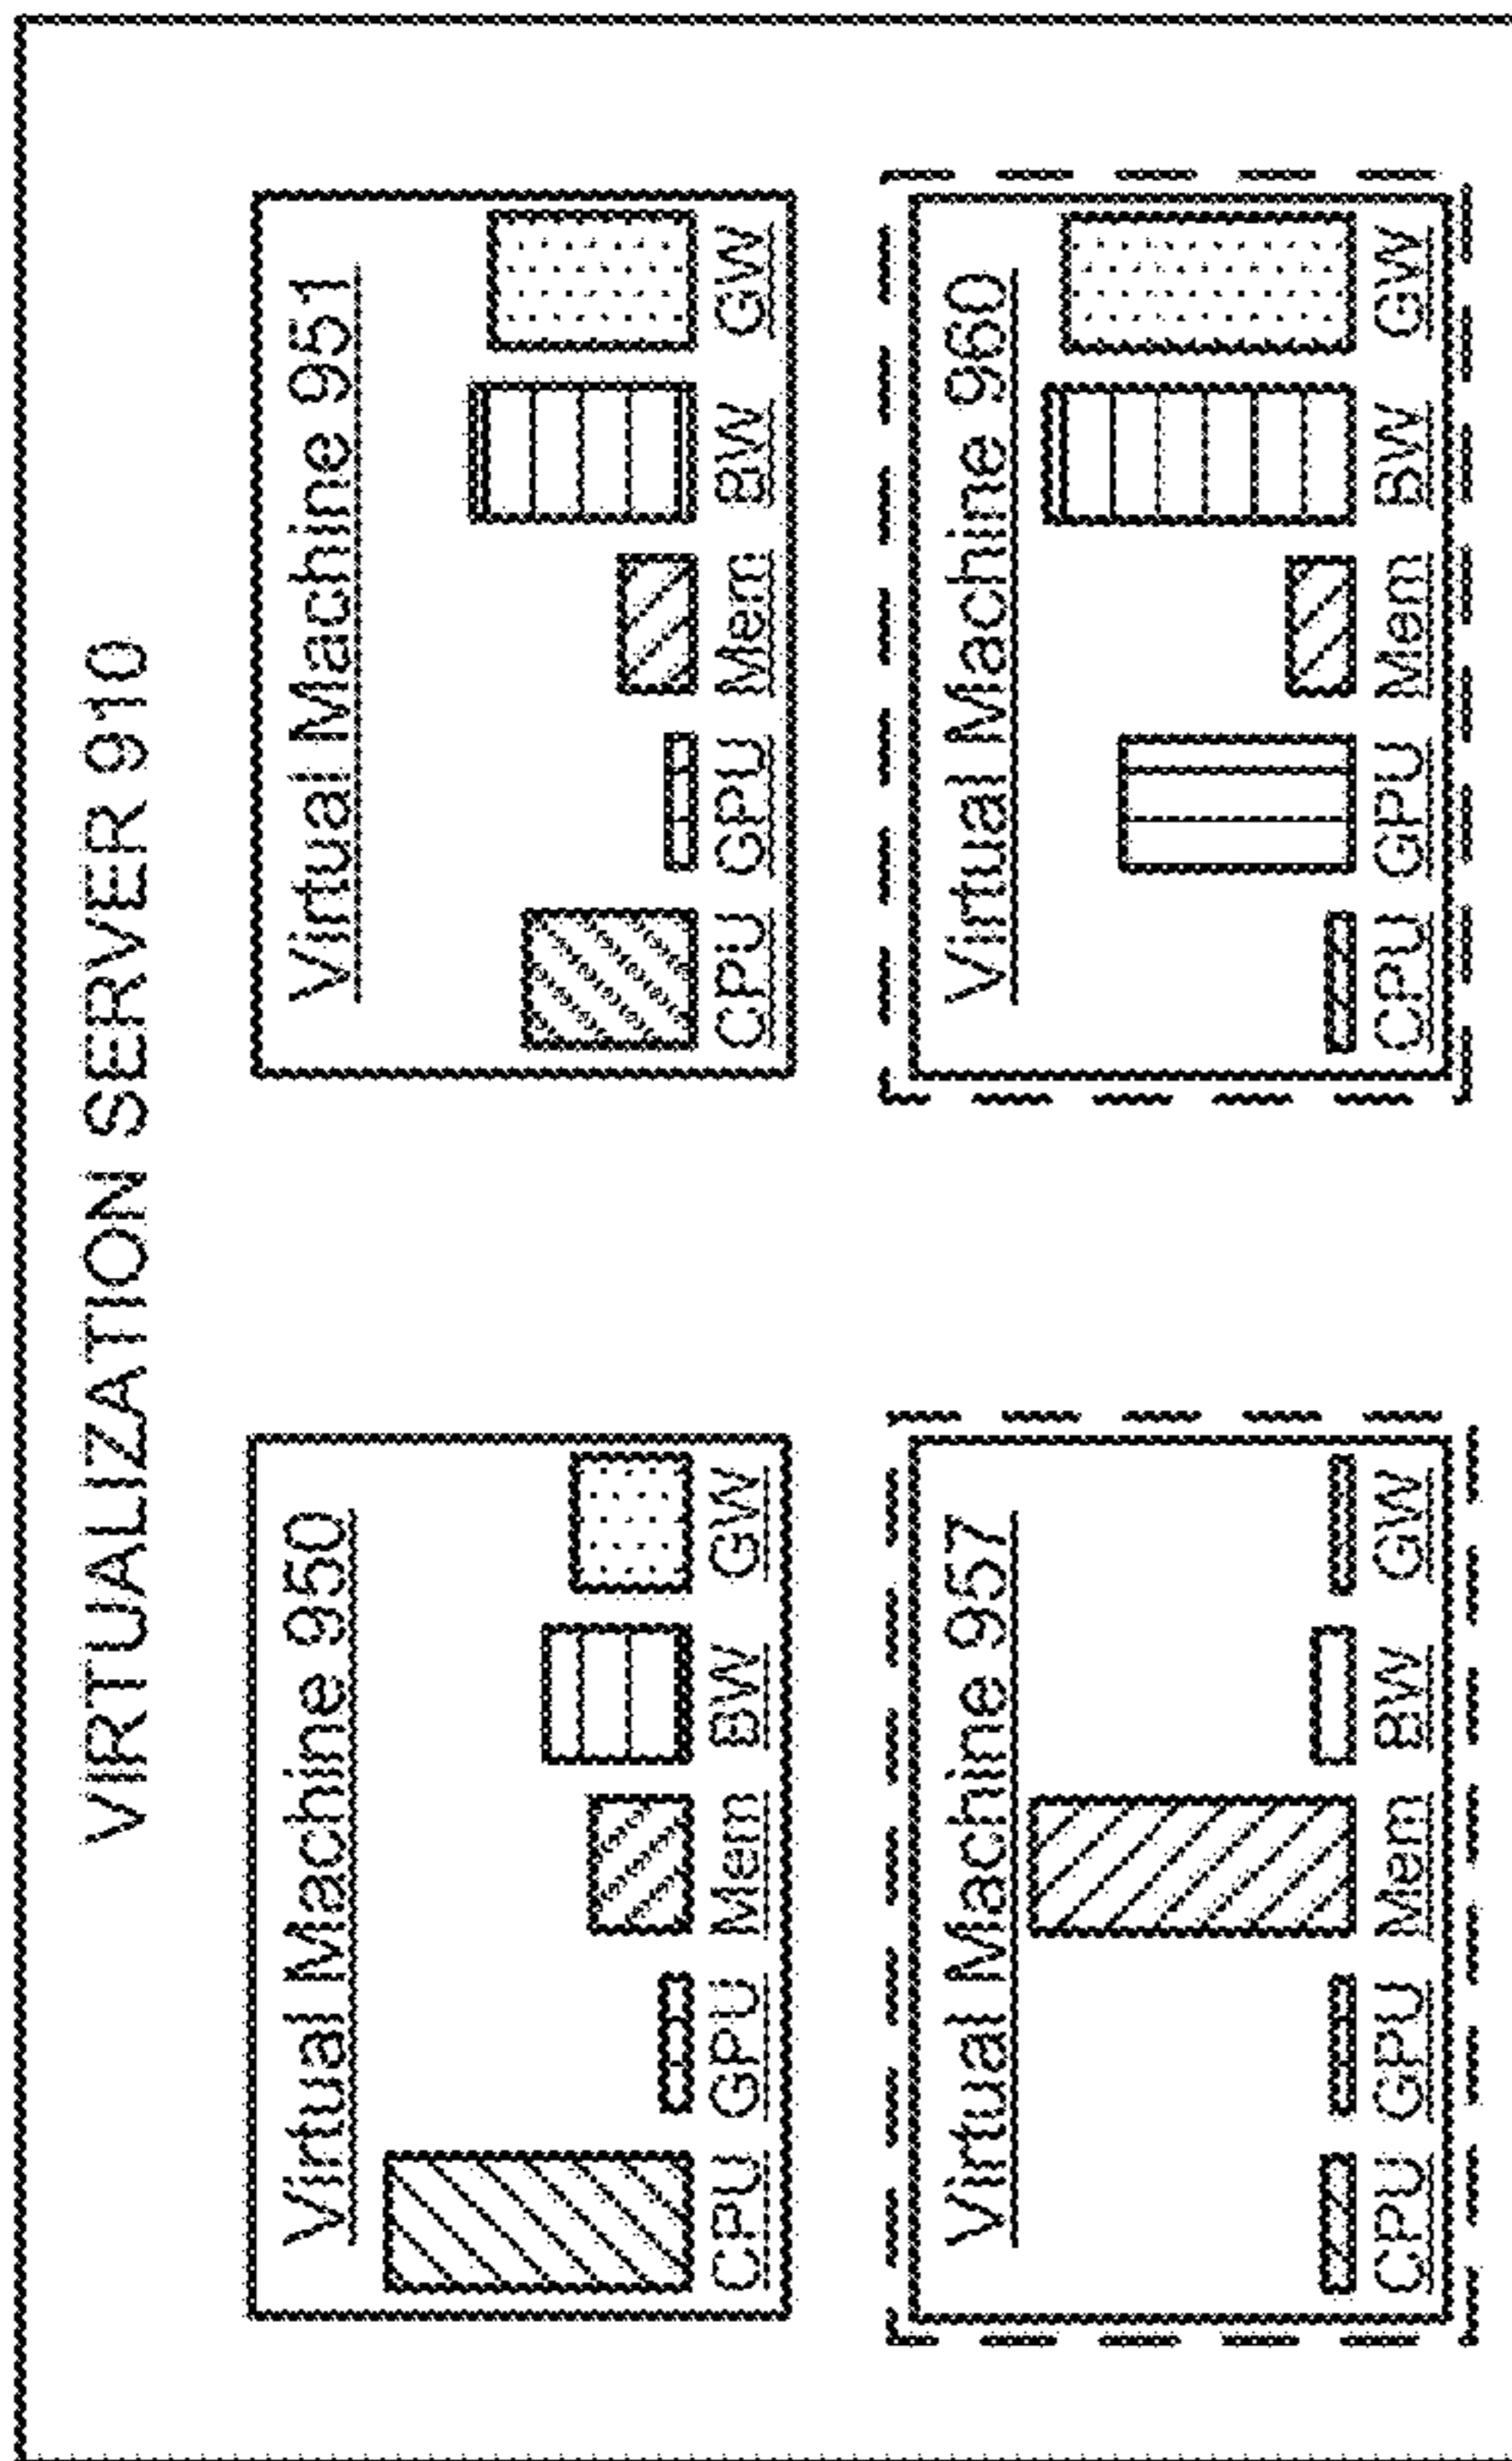 VIRTUALIZATION SERVER 910
Virtual Machine 950
CPU GPU Mem BW GW
Virtual Machine 951
CPU GPU Mem BW GW
Virtual Machine 957
CPU GPU Mem BW GW
Virtual Machine 960
CPU GPU Mem BW GW